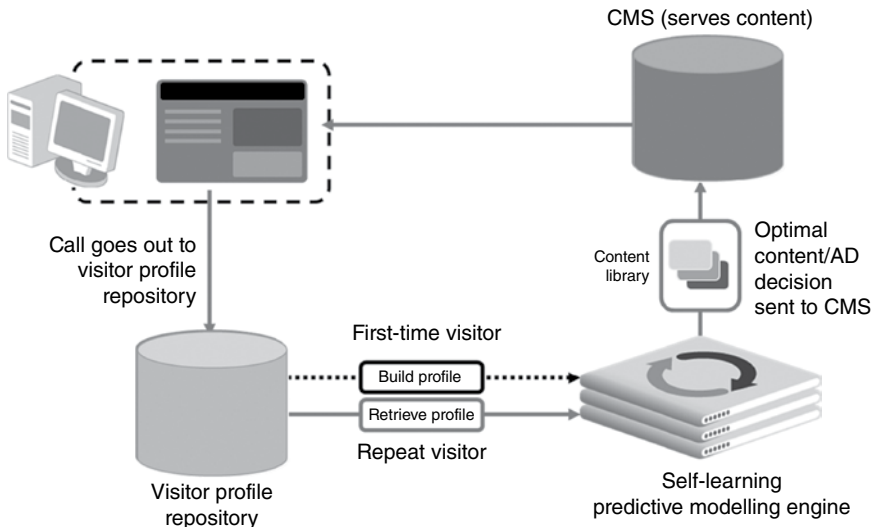 CMS (serves content)
Call goes out to
visitor profile
repository
Content
library
Optimal
content/AD
decision
sent to CMS
First-time visitor
Build profile
Retrieve profile
Repeat visitor
Visitor profile
repository
Self-learning
predictive modelling engine